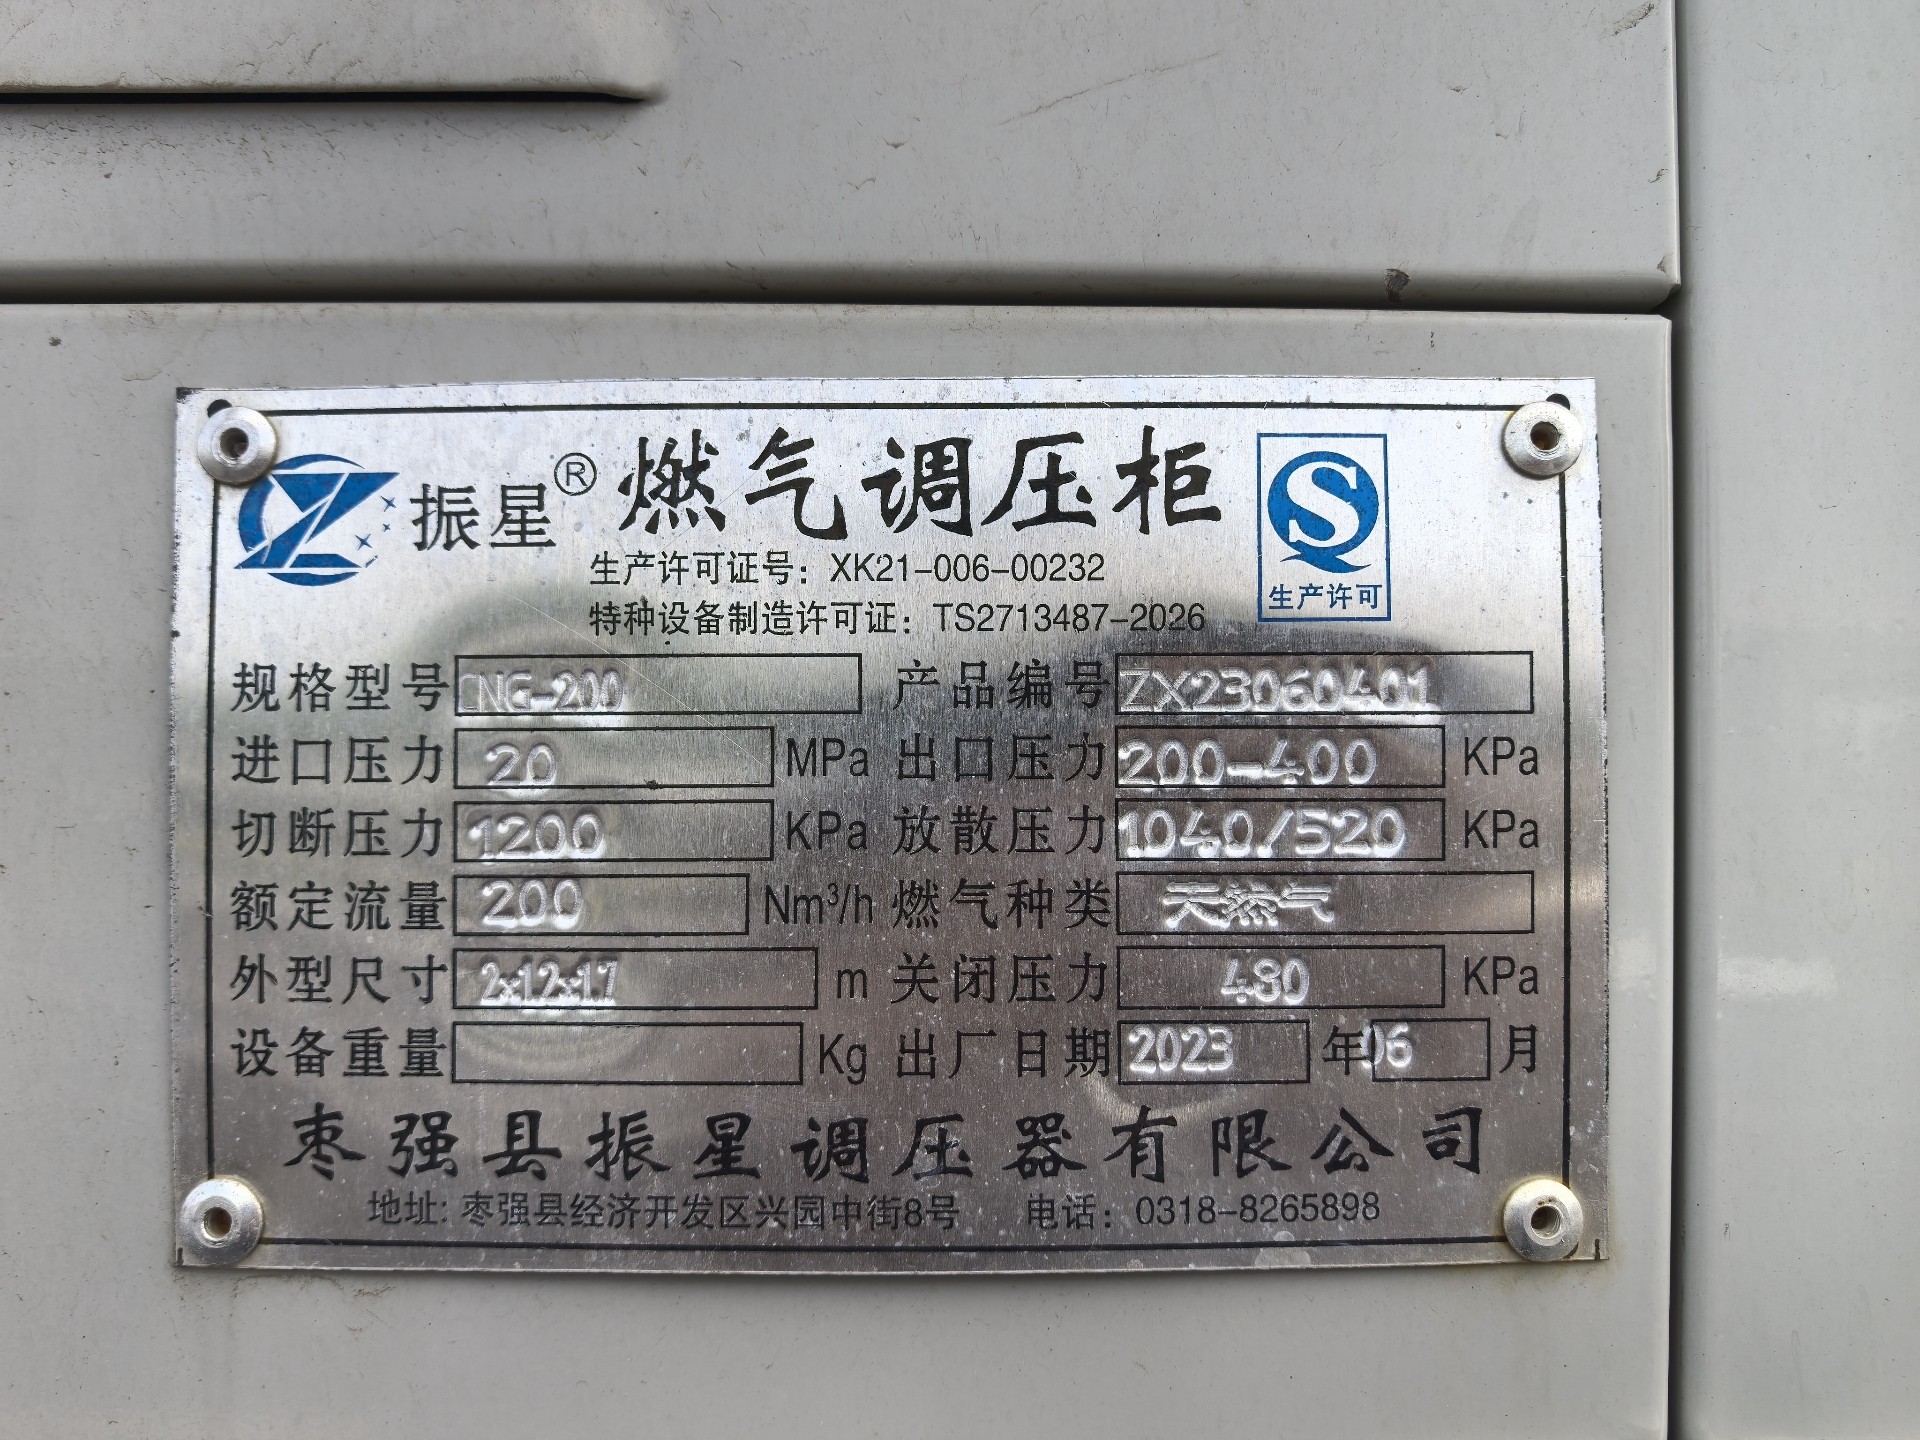 振星® 燃气调压柜
生产许可证号：XK21-006-00232
特种设备制造许可证：TS2713487-2026
QS 生产许可
规格型号 CNG-200 产品编号 ZX23060401
进口压力 20 MPa 出口压力 200-400 KPa
切断压力 1200 KPa 放散压力 1040/520 KPa
额定流量 200 Nm³/h 燃气种类 天然气
外型尺寸 2x1.2x1.7 m 关闭压力 480 KPa
设备重量 Kg 出厂日期 2023 年 06 月
枣强县振星调压器有限公司
地址: 枣强县经济开发区兴园中街8号 电话：0318-8265898